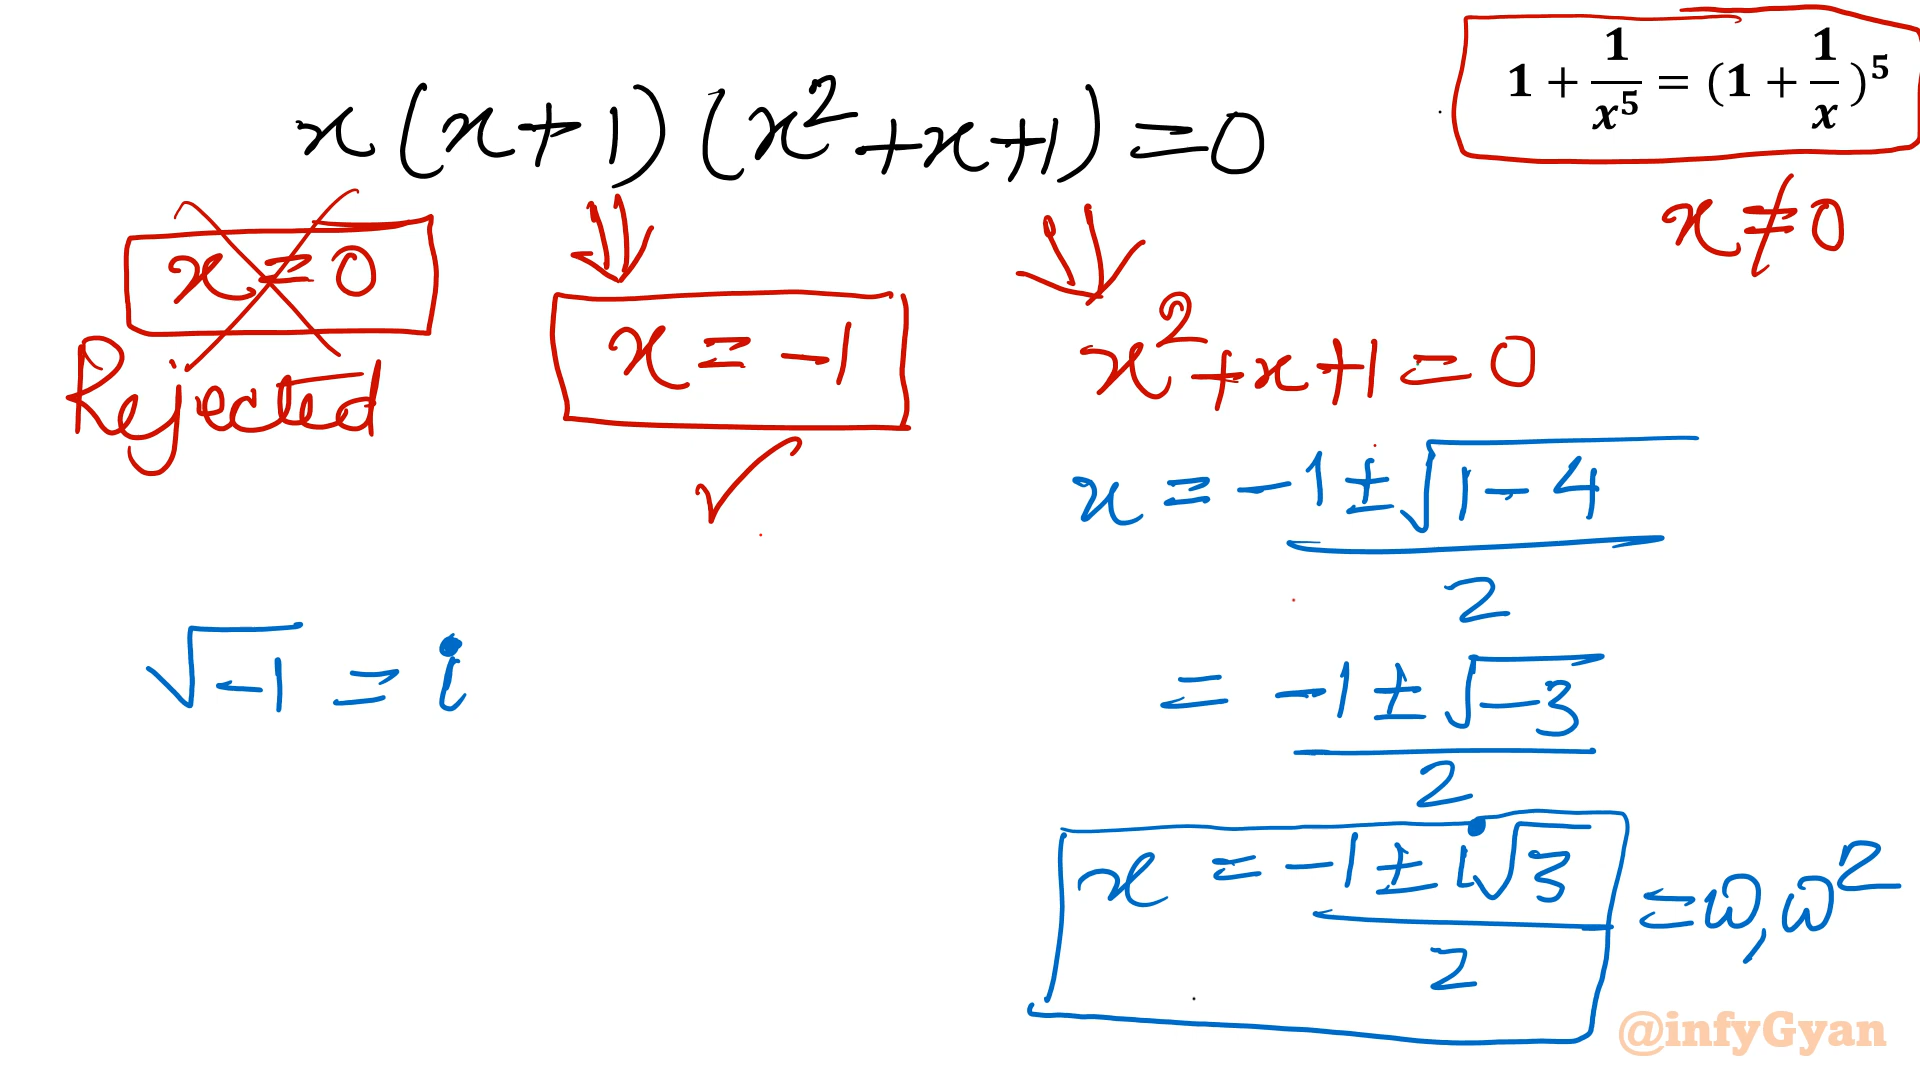 1 + 1/x⁵ = (1 + 1/x)⁵
x ≠ 0
x(x+1)(x²+x+1)=0
x = 0
Rejected
x = -1
✓
x²+x+1=0
x = -1±√1-4
2
= -1±√-3
2
x = -1±i√3 = ω,ω²
2
√-1 = i
@infyGyan